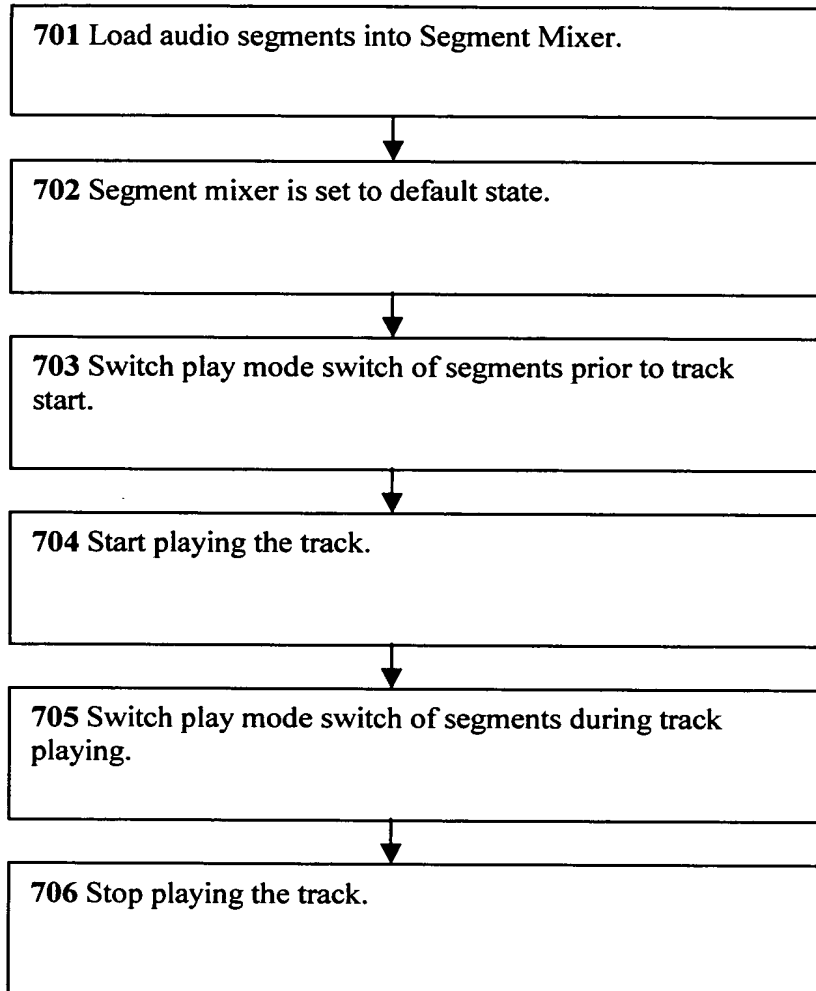 701 Load audio segments into Segment Mixer.
702 Segment mixer is set to default state.
703 Switch play mode switch of segments prior to track
start.
704 Start playing the track.
705 Switch play mode switch of segments during track
playing.
706 Stop playing the track.